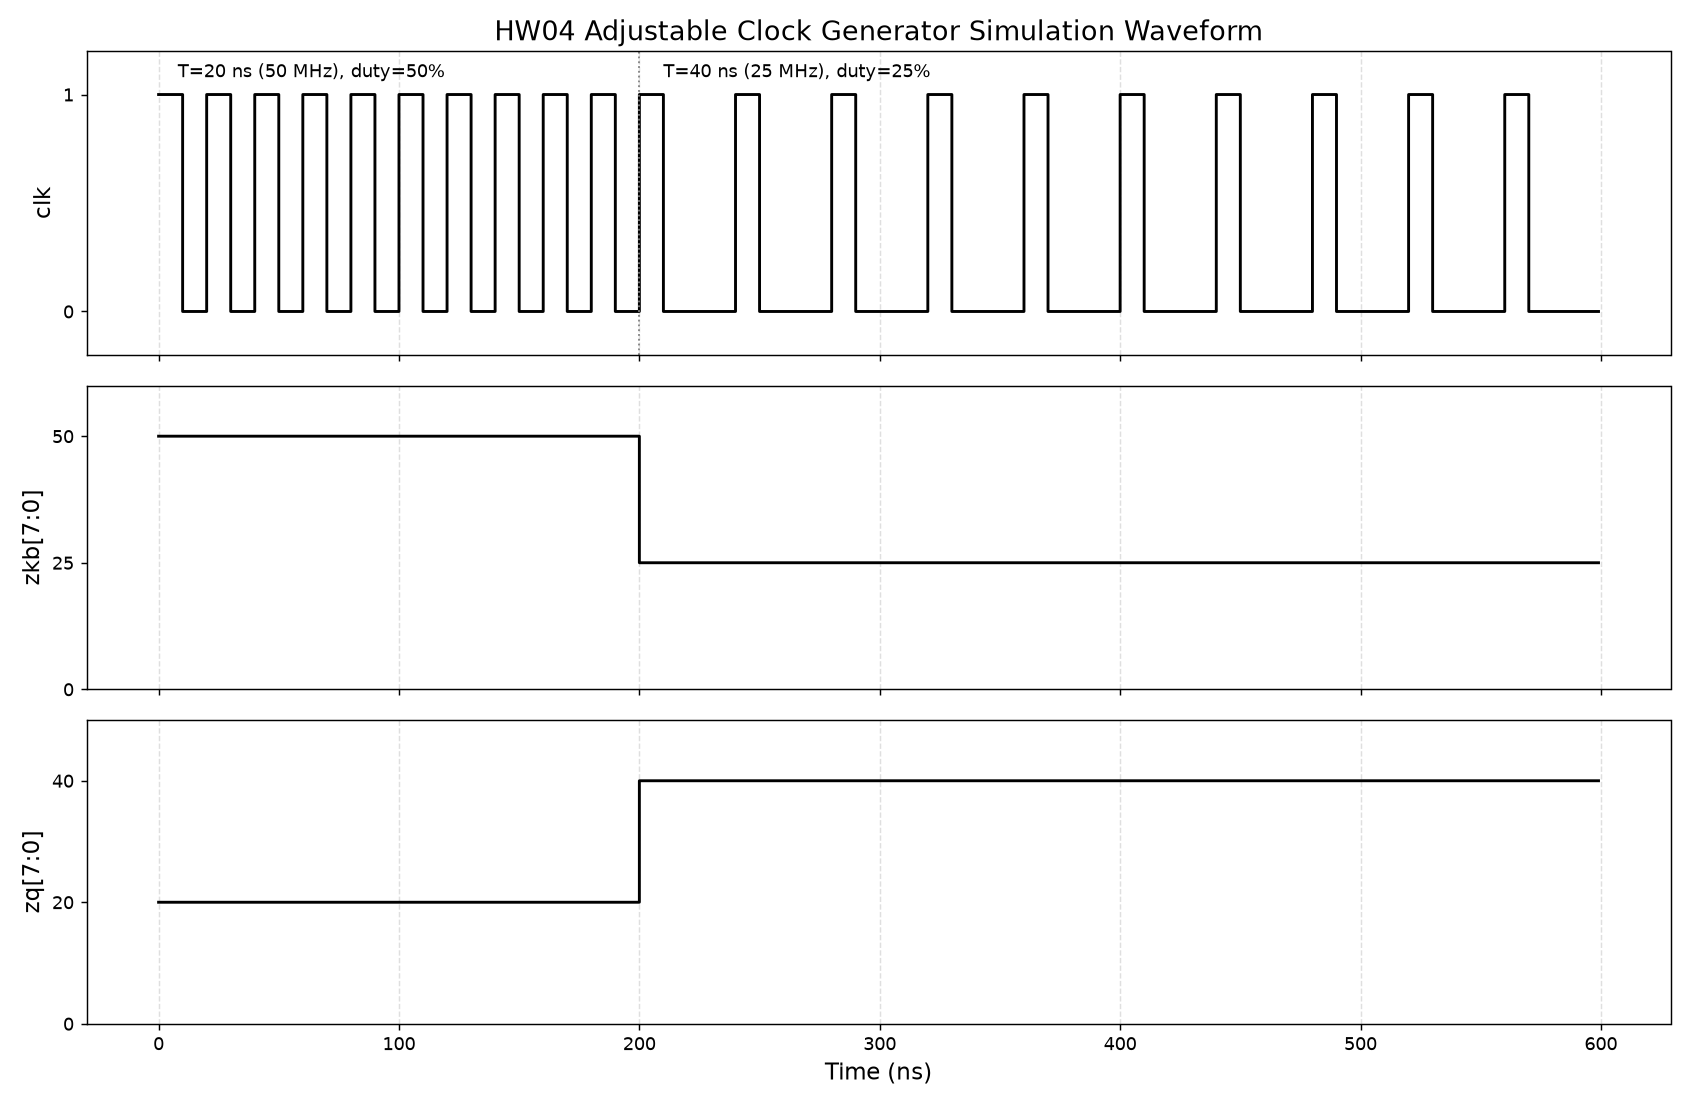 HW04 Adjustable Clock Generator Simulation Waveform
T=20 ns (50 MHz), duty=50%
T=40 ns (25 MHz), duty=25%
1
0
clk
50
25
0
zkb[7:0]
40
20
0
zq[7:0]
0 100 200 300 400 500 600
Time (ns)